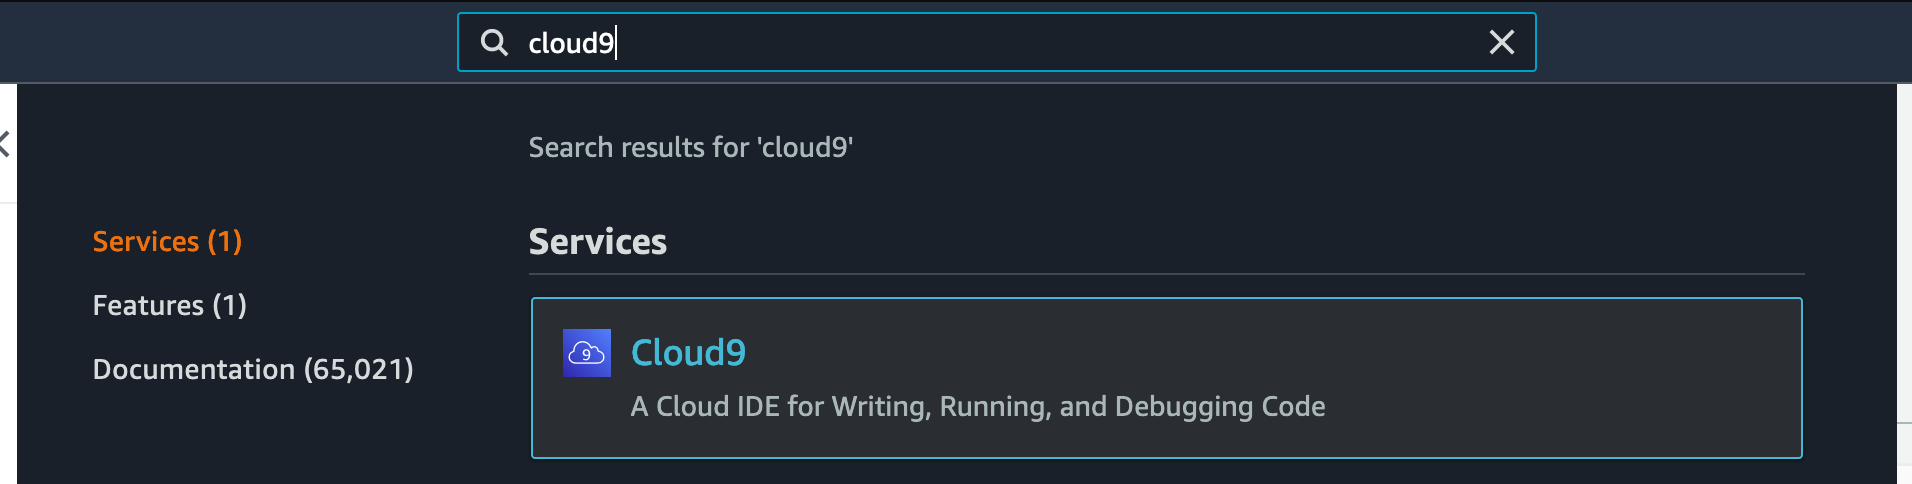 cloud9
Search results for 'cloud9'
Services (1)
Features (1)
Documentation (65,021)
Services
9
Cloud9
A Cloud IDE for Writing, Running, and Debugging Code